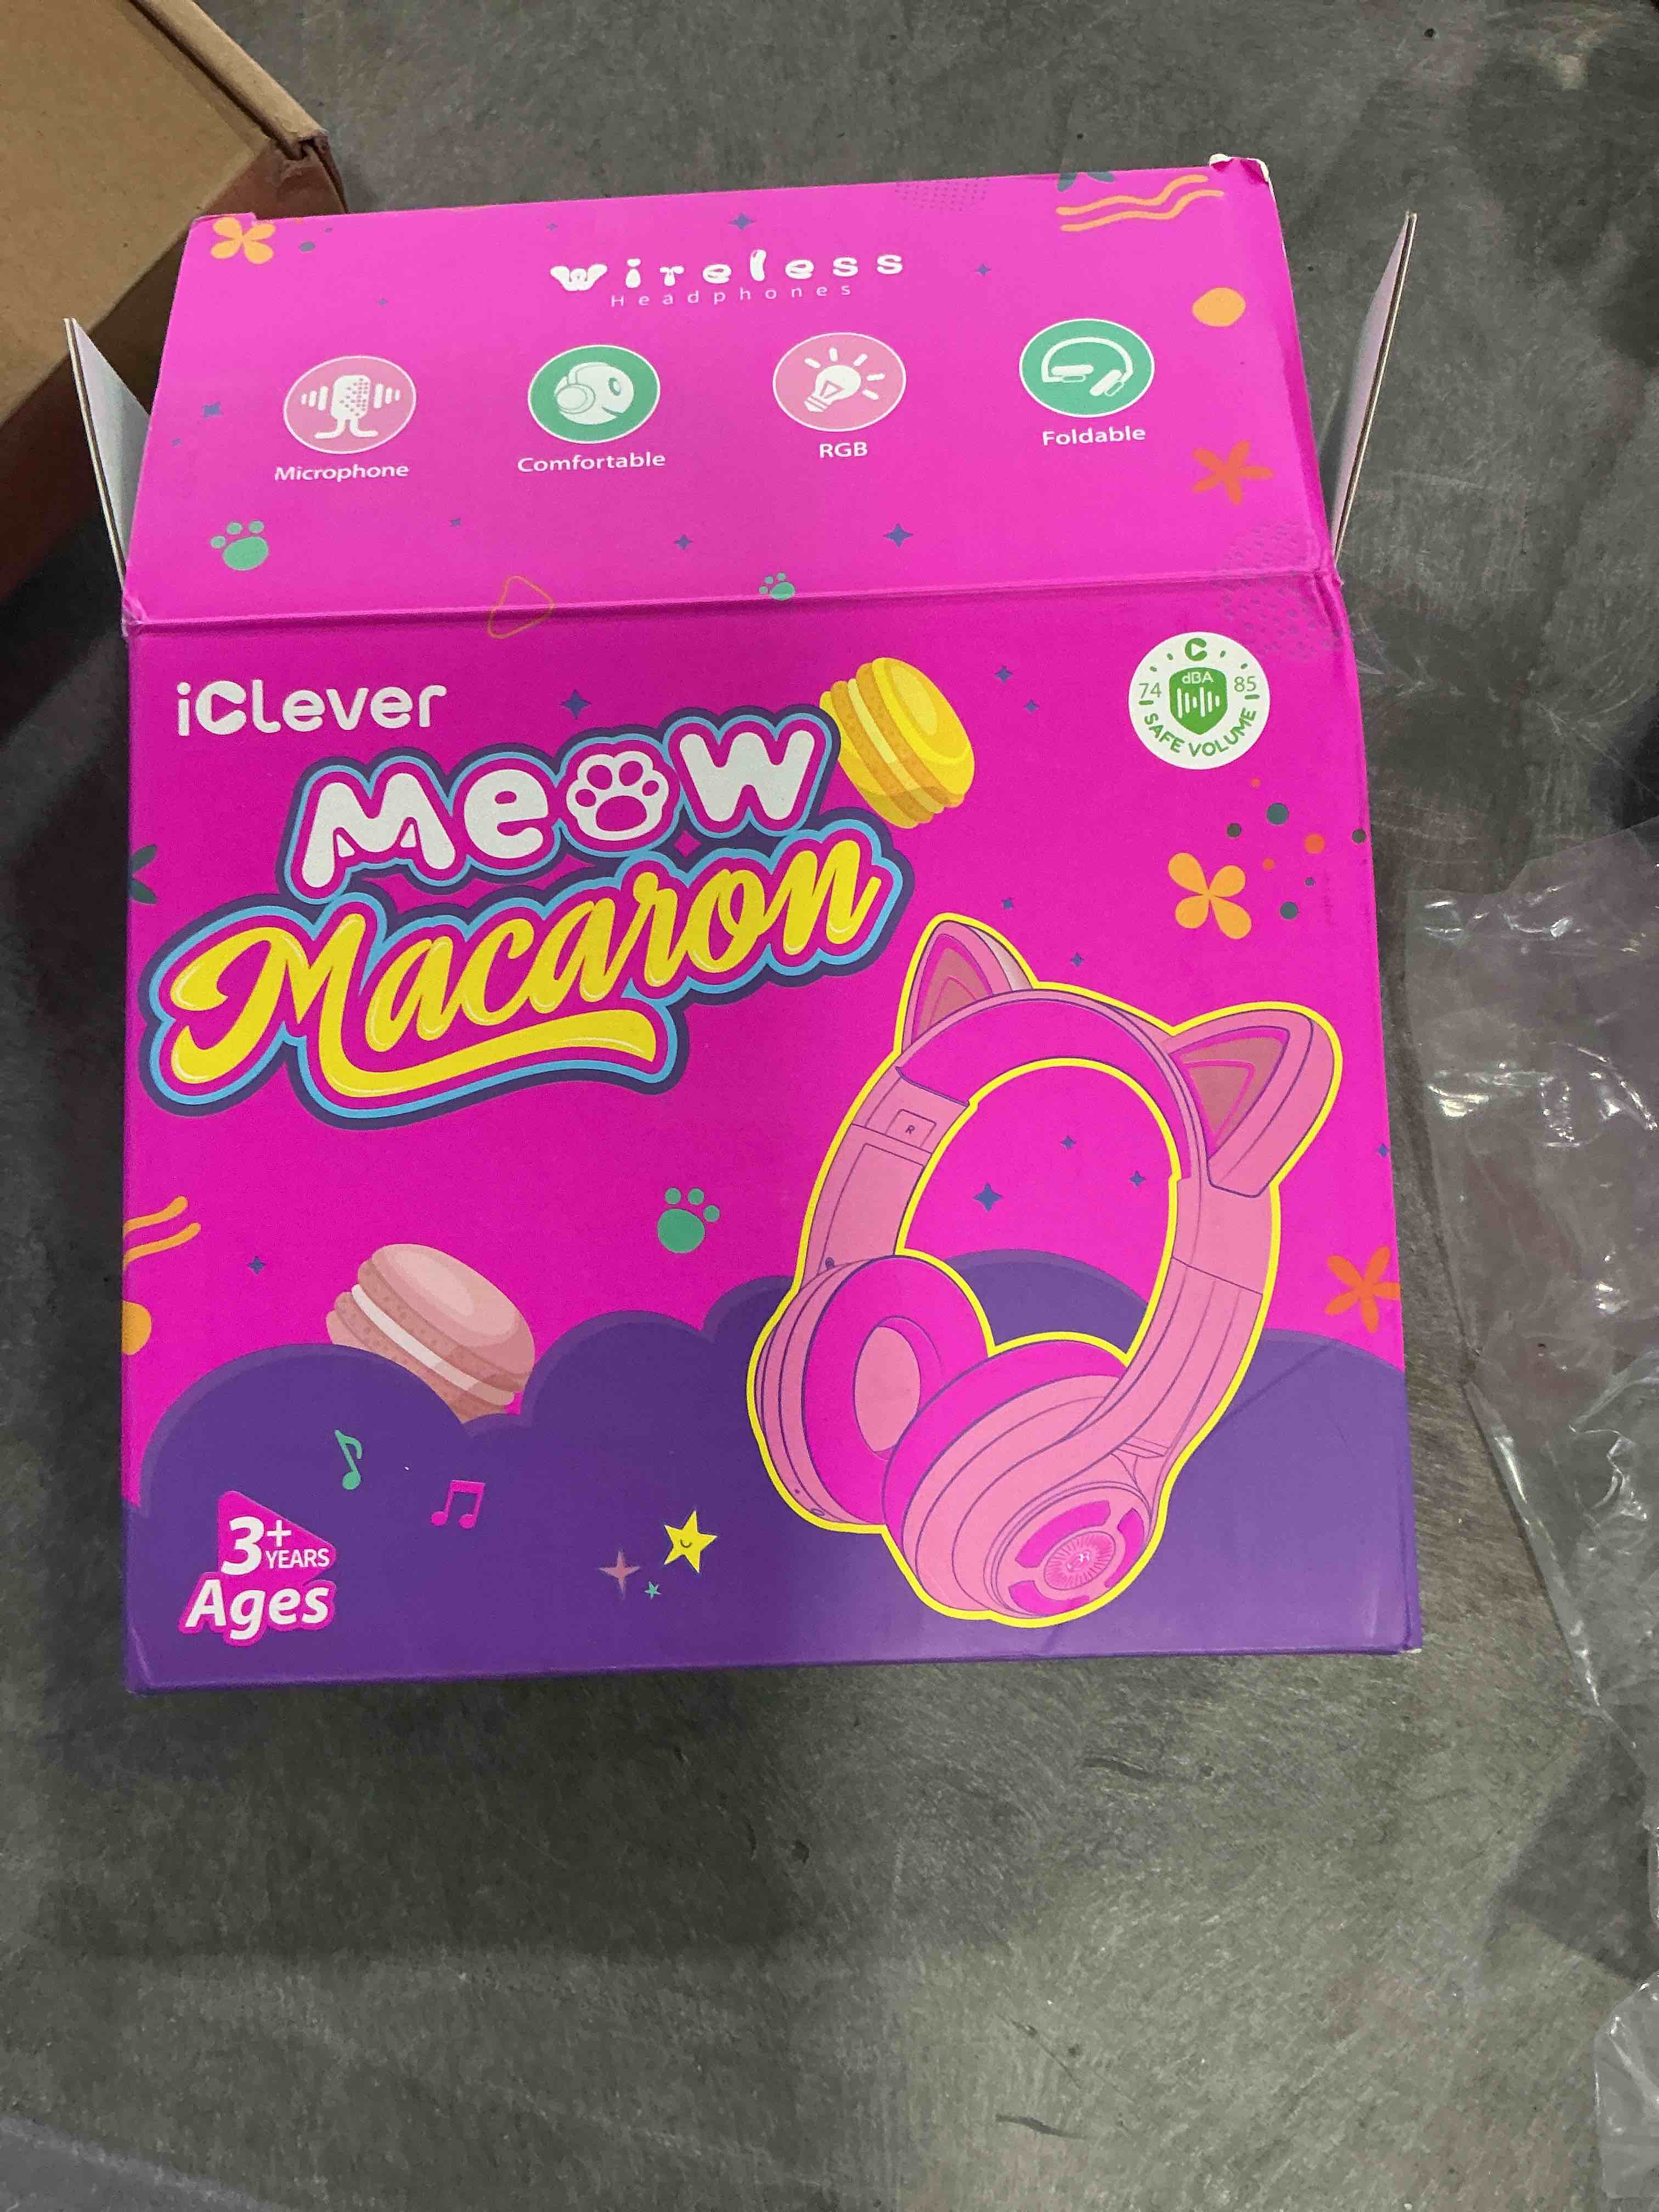 Wireless
Headphones
Microphone
Comfortable
RGB
Foldable
iClever
dBA
74 85
SAFE VOLUME
Meow
Macaron
R
3+
YEARS
Ages